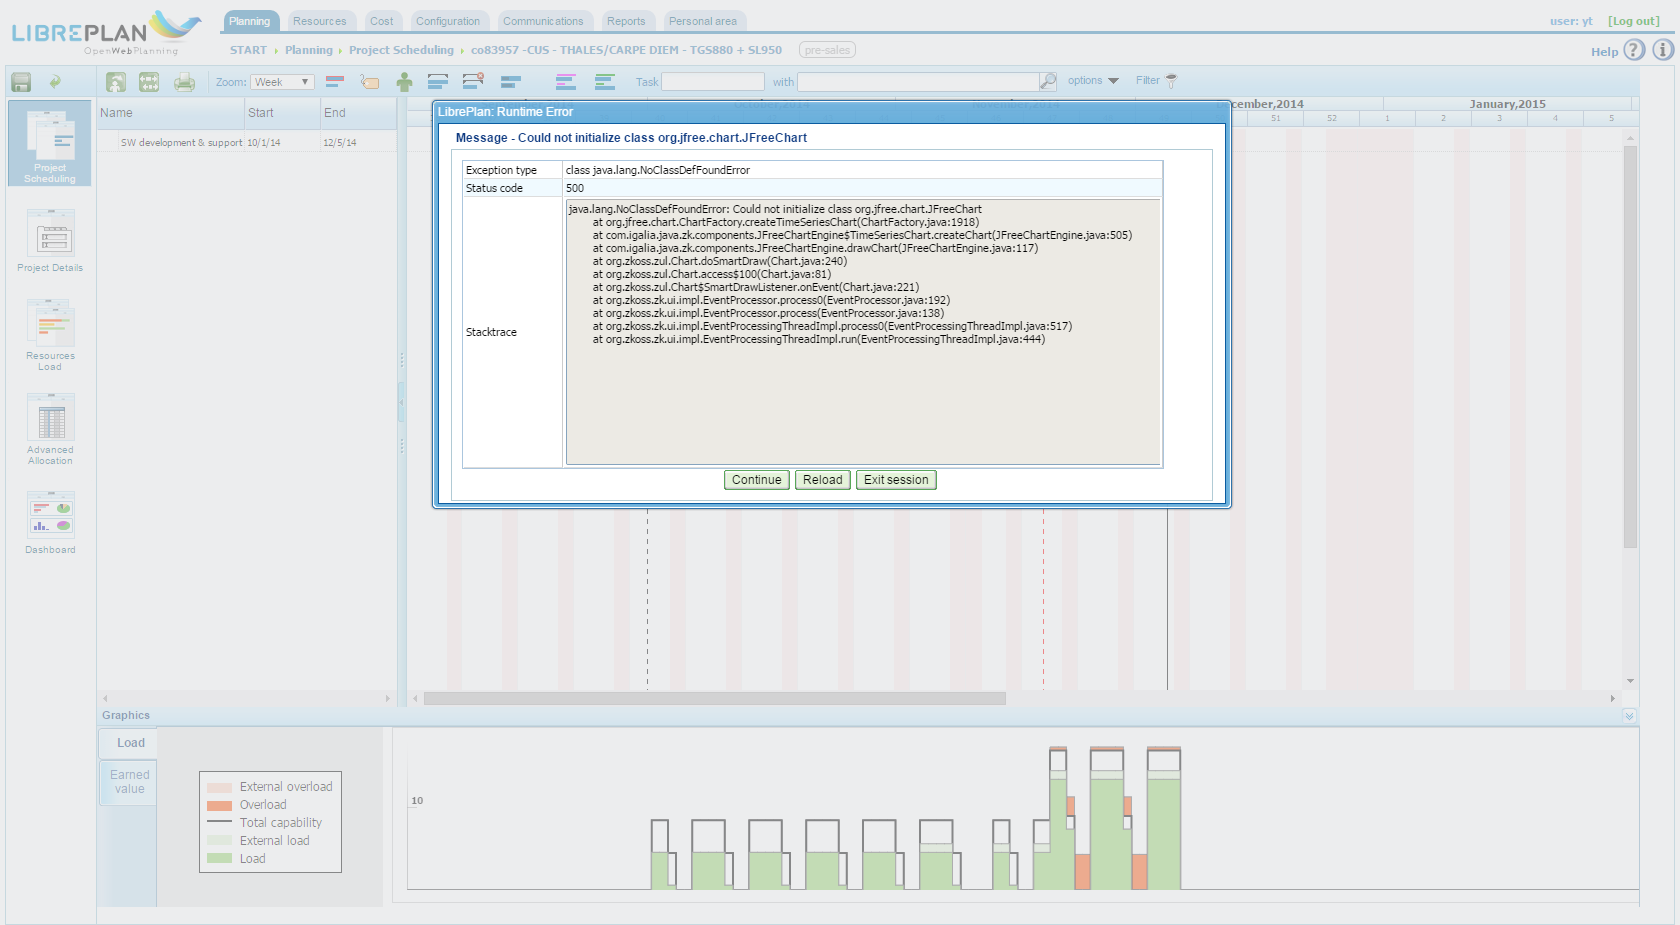 LIBREPLAN
OpenWebPlanning
Planning
Resources
Cost
Configuration
Communications
Reports
Personal area
user: yt
[Log out]
START
Planning
Project Scheduling
co83957 -CUS - THALES/CARPE DIEM - TGS880 + SL950
pre-sales
Help
Zoom:
Week
Task
with
options
Filter
Project
Scheduling
Project Details
Resources
Load
Advanced
Allocation
Dashboard
Name
Start
End
SW development & support
10/1/14
12/5/14
January,2015
51
52
1
2
3
4
5
LibrePlan: Runtime Error
Message - Could not initialize class org.jfree.chart.JFreeChart
Exception type
class java.lang.NoClassDefFoundError
Status code
500
Stacktrace
java.lang.NoClassDefFoundError: Could not initialize class org.jfree.chart.JFreeChart
at org.jfree.chart.ChartFactory.createTimeSeriesChart(ChartFactory.java:1918)
at com.igalia.java.zk.components.JFreeChartEngine$TimeSeriesChart.createChart(JFreeChartEngine.java:505)
at com.igalia.java.zk.components.JFreeChartEngine.drawChart(JFreeChartEngine.java:117)
at org.zkoss.zul.Chart.doSmartDraw(Chart.java:240)
at org.zkoss.zul.Chart.access$100(Chart.java:81)
at org.zkoss.zul.Chart$SmartDrawListener.onEvent(Chart.java:221)
at org.zkoss.zk.ui.impl.EventProcessor.process0(EventProcessor.java:192)
at org.zkoss.zk.ui.impl.EventProcessor.process(EventProcessor.java:138)
at org.zkoss.zk.ui.impl.EventProcessingThreadImpl.process0(EventProcessingThreadImpl.java:517)
at org.zkoss.zk.ui.impl.EventProcessingThreadImpl.run(EventProcessingThreadImpl.java:444)
Continue
Reload
Exit session
Graphics
Load
Earned
value
External overload
Overload
Total capability
External load
Load
10